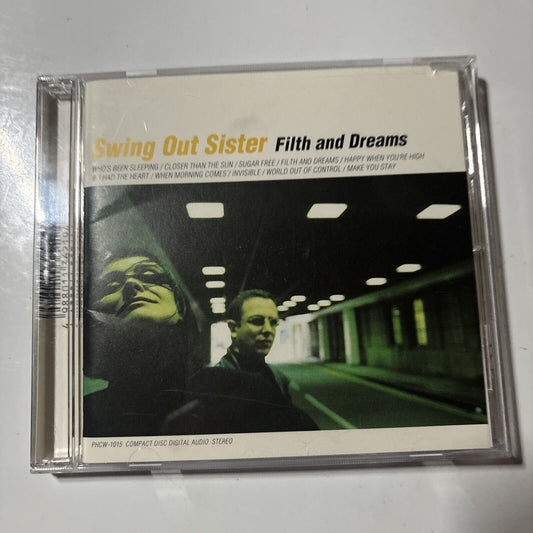 Swing Out Sister Filth and Dreams
WHO'S BEEN SLEEPING / CLOSER THAN THE SUN / SUGAR FREE / FILTH AND DREAMS / HAPPY WHEN YOU'RE HIGH
IF I HAD THE HEART / WHEN MORNING COMES / INVISIBLE / WORLD OUT OF CONTROL / MAKE YOU STAY
PHCW-1015 COMPACT DISC DIGITAL AUDIO STEREO